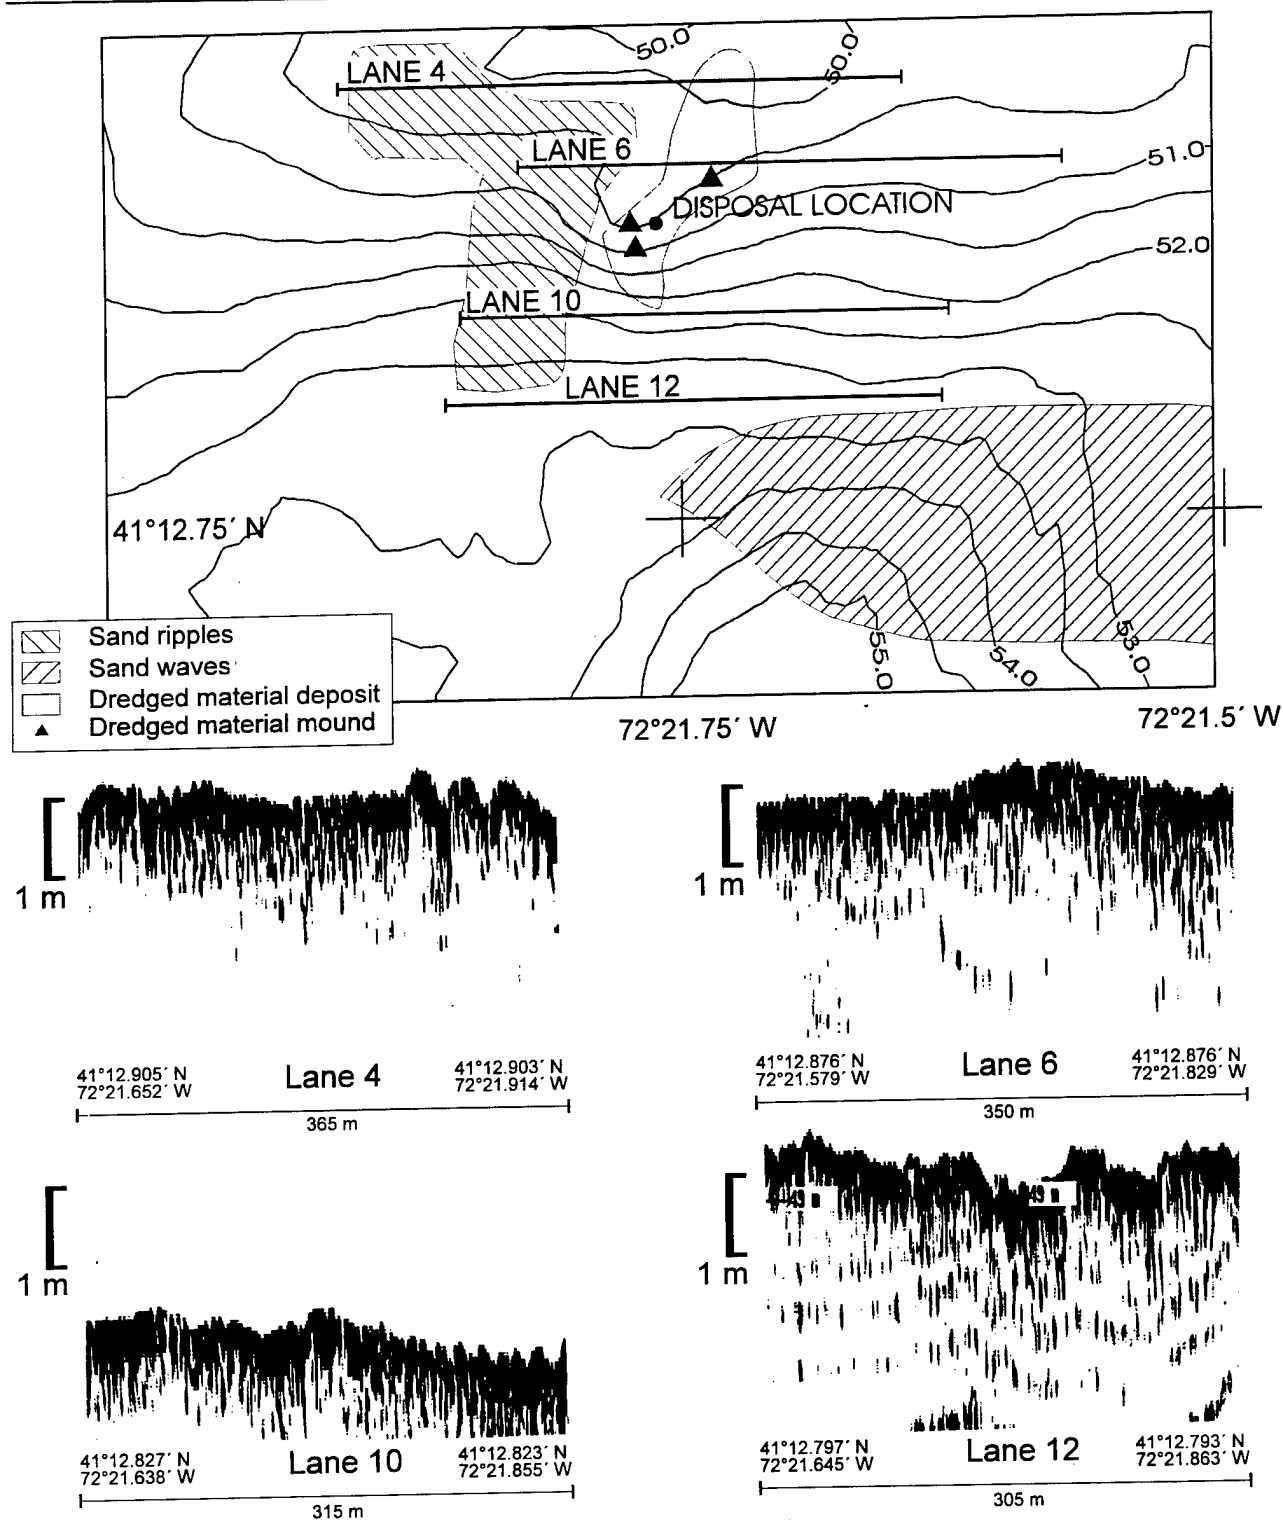 50.0
50.0
LANE 4
LANE 6
51.0
DISPOSAL LOCATION
52.0
LANE 10
LANE 12
41°12.75´ N
Sand ripples
Sand waves
Dredged material deposit
Dredged material mound
55.0
54.0
53.0
72°21.75´ W
72°21.5´ W
1 m
1 m
41°12.905´ N
72°21.652´ W
Lane 4
41°12.903´ N
72°21.914´ W
365 m
41°12.876´ N
72°21.579´ W
Lane 6
41°12.876´ N
72°21.829´ W
350 m
1 m
1 m
49 m
49 m
41°12.827´ N
72°21.638´ W
Lane 10
41°12.823´ N
72°21.855´ W
315 m
41°12.797´ N
72°21.645´ W
Lane 12
41°12.793´ N
72°21.863´ W
305 m